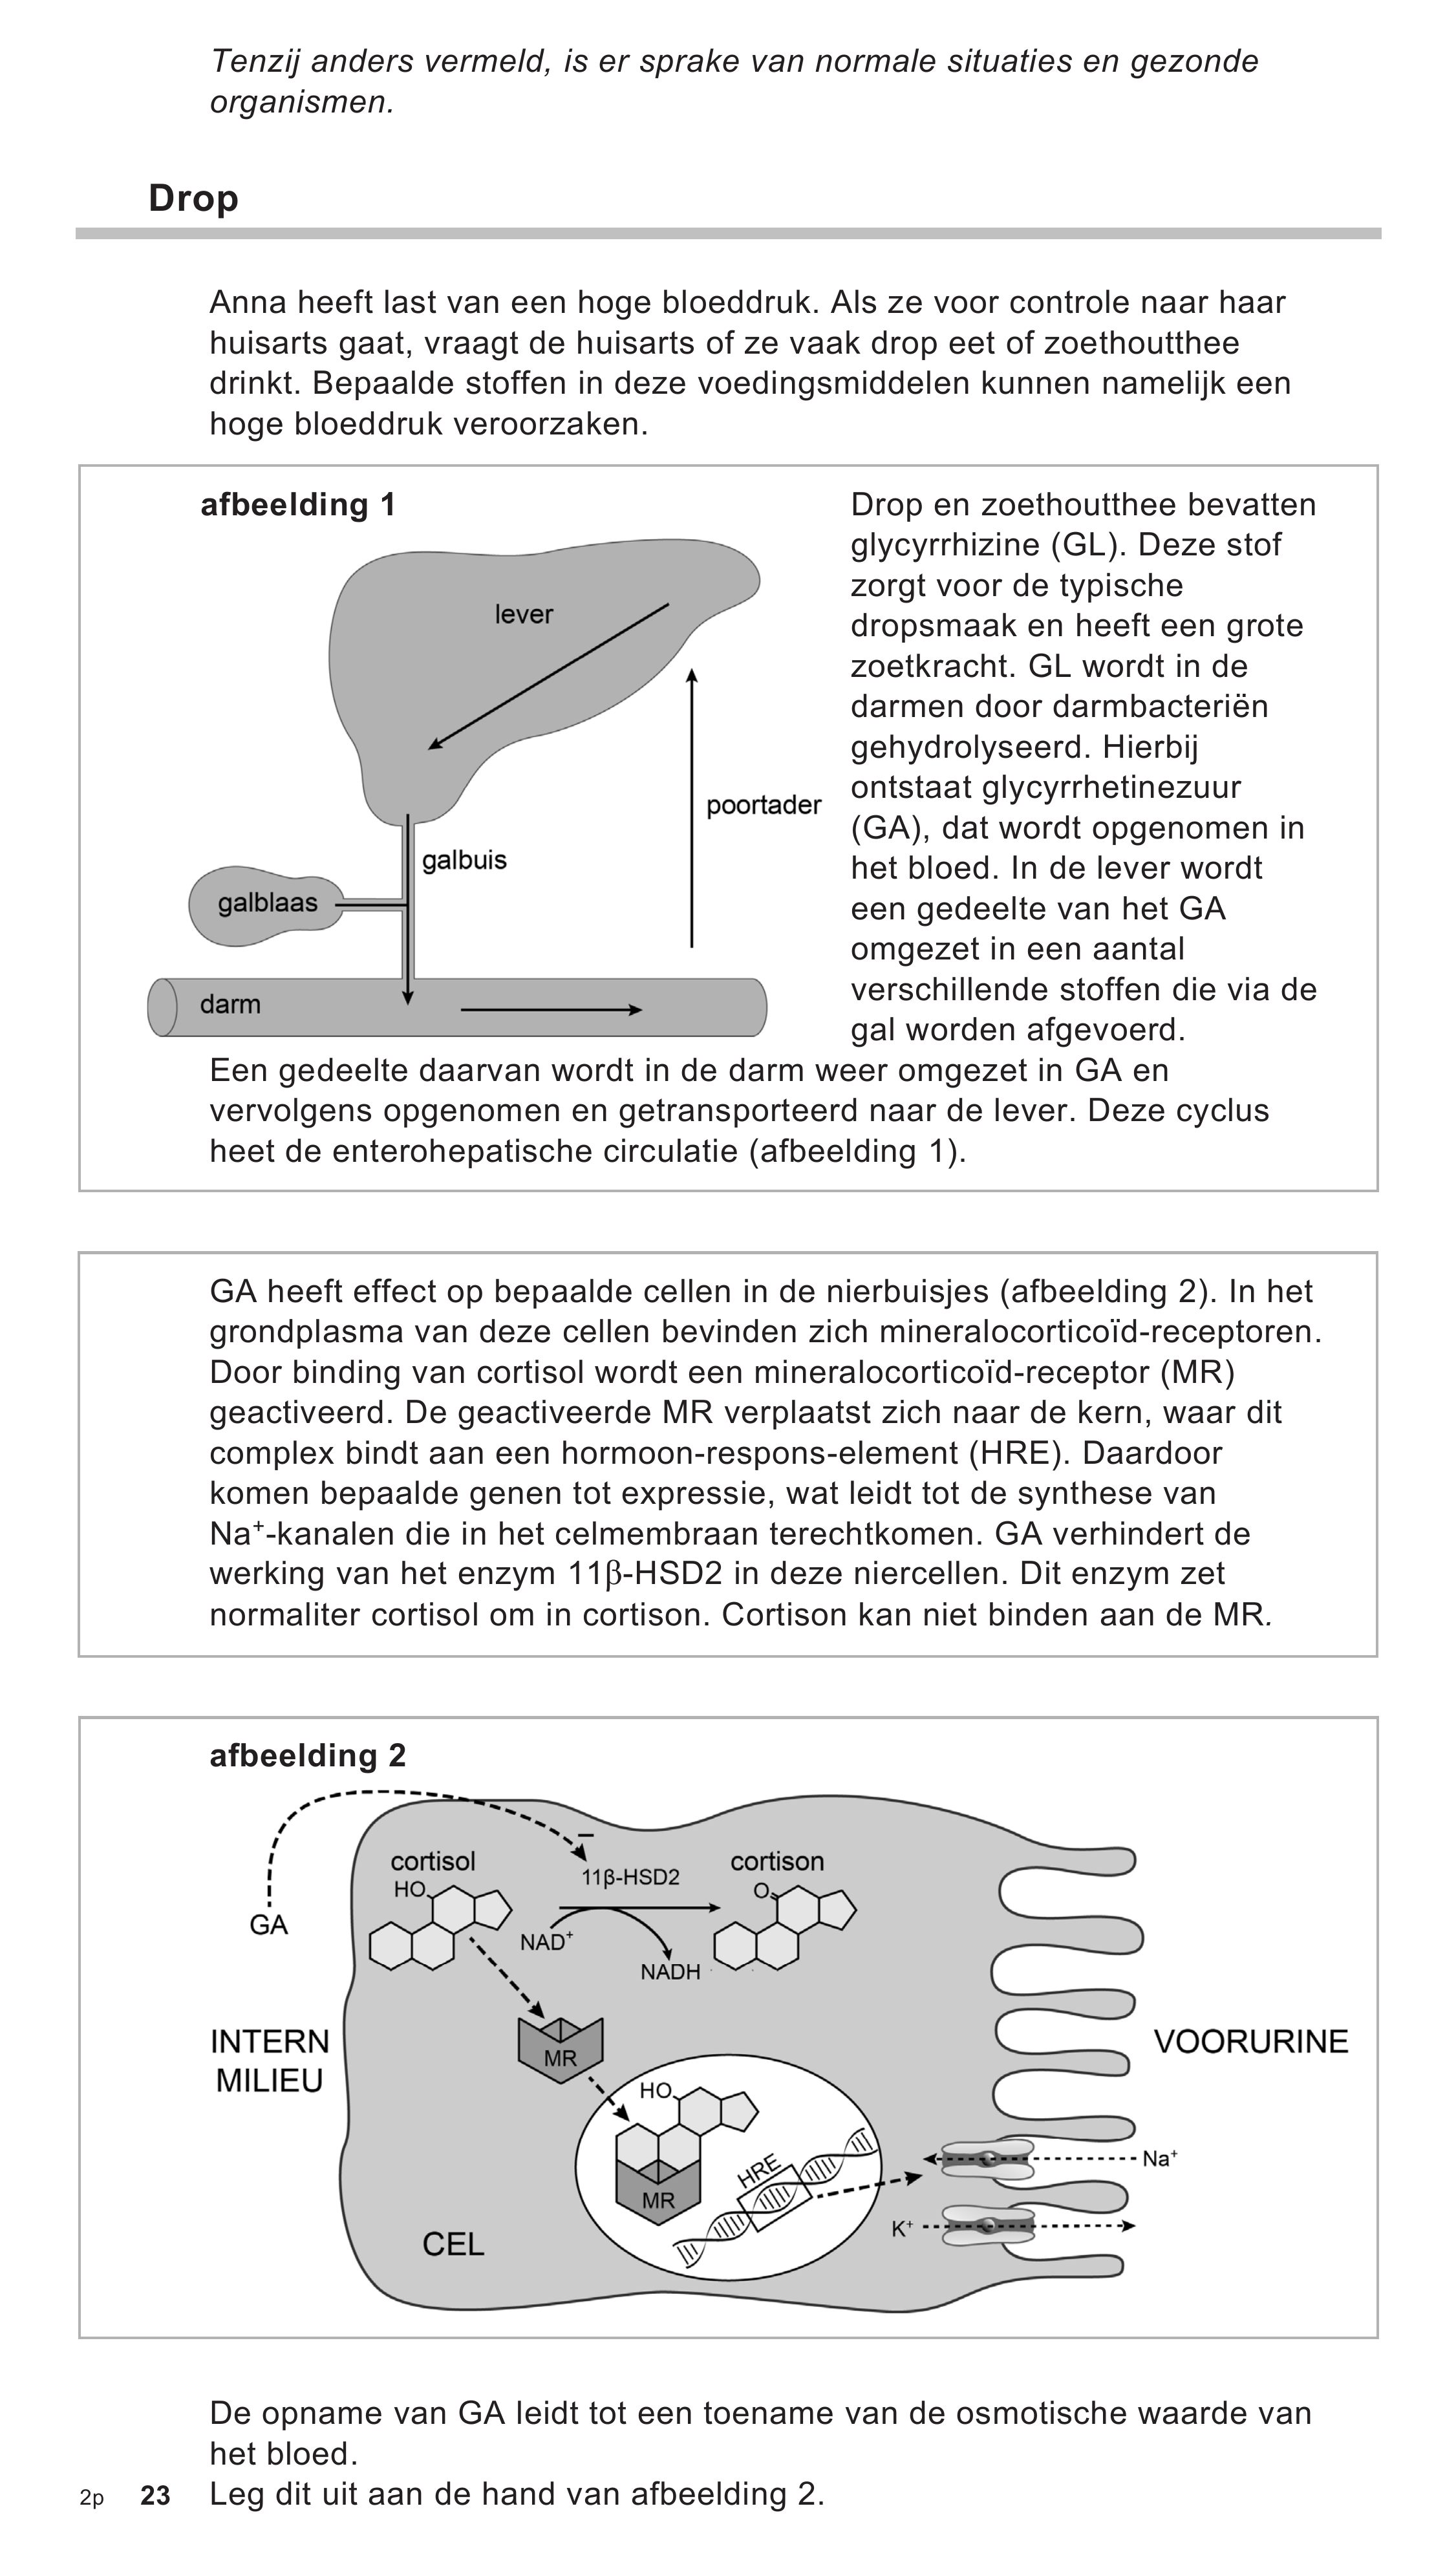 Tenzij anders vermeld, is er sprake van normale situaties en gezonde
organismen.
Drop
Anna heeft last van een hoge bloeddruk. Als ze voor controle naar haar
huisarts gaat, vraagt de huisarts of ze vaak drop eet of zoethoutthee
drinkt. Bepaalde stoffen in deze voedingsmiddelen kunnen namelijk een
hoge bloeddruk veroorzaken.
afbeelding 1
lever
poortader
galbuis
galblaas
darm
Drop en zoethoutthee bevatten
glycyrrhizine (GL). Deze stof
zorgt voor de typische
dropsmaak en heeft een grote
zoetkracht. GL wordt in de
darmen door darmbacteriën
gehydrolyseerd. Hierbij
ontstaat glycyrrhetinezuur
(GA), dat wordt opgenomen in
het bloed. In de lever wordt
een gedeelte van het GA
omgezet in een aantal
verschillende stoffen die via de
gal worden afgevoerd.
Een gedeelte daarvan wordt in de darm weer omgezet in GA en
vervolgens opgenomen en getransporteerd naar de lever. Deze cyclus
heet de enterohepatische circulatie (afbeelding 1).
GA heeft effect op bepaalde cellen in de nierbuisjes (afbeelding 2). In het
grondplasma van deze cellen bevinden zich mineralocorticoïd-receptoren.
Door binding van cortisol wordt een mineralocorticoïd-receptor (MR)
geactiveerd. De geactiveerde MR verplaatst zich naar de kern, waar dit
complex bindt aan een hormoon-respons-element (HRE). Daardoor
komen bepaalde genen tot expressie, wat leidt tot de synthese van
Na⁺-kanalen die in het celmembraan terechtkomen. GA verhindert de
werking van het enzym 11β-HSD2 in deze niercellen. Dit enzym zet
normaliter cortisol om in cortison. Cortison kan niet binden aan de MR.
afbeelding 2
–
cortisol
11β-HSD2
cortison
HO
O
GA
NAD⁺
NADH
INTERN
MILIEU
VOORURINE
MR
HO
HRE
Na⁺
MR
K⁺
CEL
De opname van GA leidt tot een toename van de osmotische waarde van
het bloed.
2p 23 Leg dit uit aan de hand van afbeelding 2.